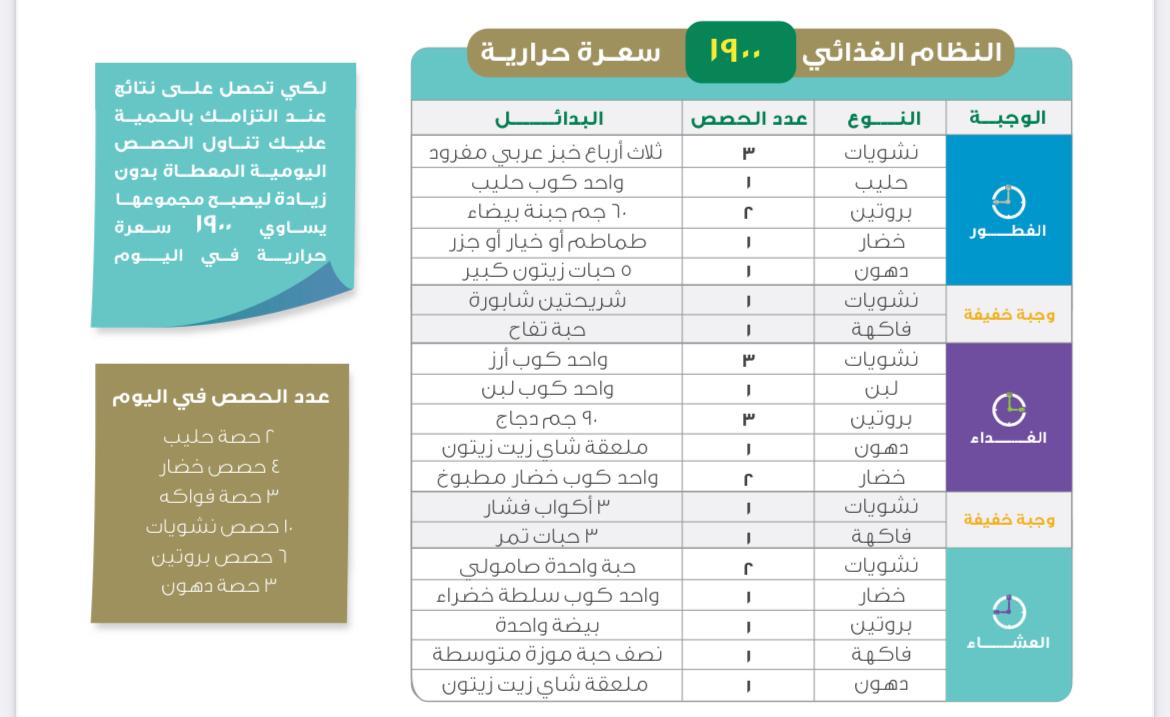 النظام الغذائي ١٩٠٠ سعرة حرارية
الوجبة النوع عدد الحصص البدائل
الفطور
نشويات ٣ ثلاث أرباع خبز عربي مفرود
حليب ١ واحد كوب حليب
بروتين ٢ ٦٠ جم جبنة بيضاء
خضار ١ طماطم أو خيار أو جزر
دهون ١ ٥ حبات زيتون كبير
وجبة خفيفة
نشويات ١ شريحتين شابورة
فاكهة ١ حبة تفاح
الغداء
نشويات ٣ واحد كوب أرز
لبن ١ واحد كوب لبن
بروتين ٣ ٩٠ جم دجاج
دهون ١ ملعقة شاي زيت زيتون
خضار ٢ واحد كوب خضار مطبوخ
وجبة خفيفة
نشويات ١ ٣ أكواب فشار
فاكهة ١ ٣ حبات تمر
العشاء
نشويات ٢ حبة واحدة صامولي
خضار ١ واحد كوب سلطة خضراء
بروتين ١ بيضة واحدة
فاكهة ١ نصف حبة موزة متوسطة
دهون ١ ملعقة شاي زيت زيتون
لكي تحصل على نتائج
عند التزامك بالحمية
عليك تناول الحصص
اليومية المعطاة بدون
زيادة ليصبح مجموعها
يساوي ١٩٠٠ سعرة
حرارية في اليوم
عدد الحصص في اليوم
٢ حصة حليب
٤ حصص خضار
٣ حصة فواكه
١٠ حصص نشويات
٦ حصص بروتين
٣ حصة دهون